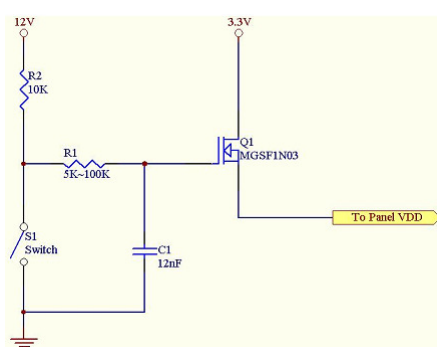 12V
3.3V
R2
10K
R1
5K~100K
Q1
MGSF1N03
To Panel VDD
S1
Switch
C1
12nF